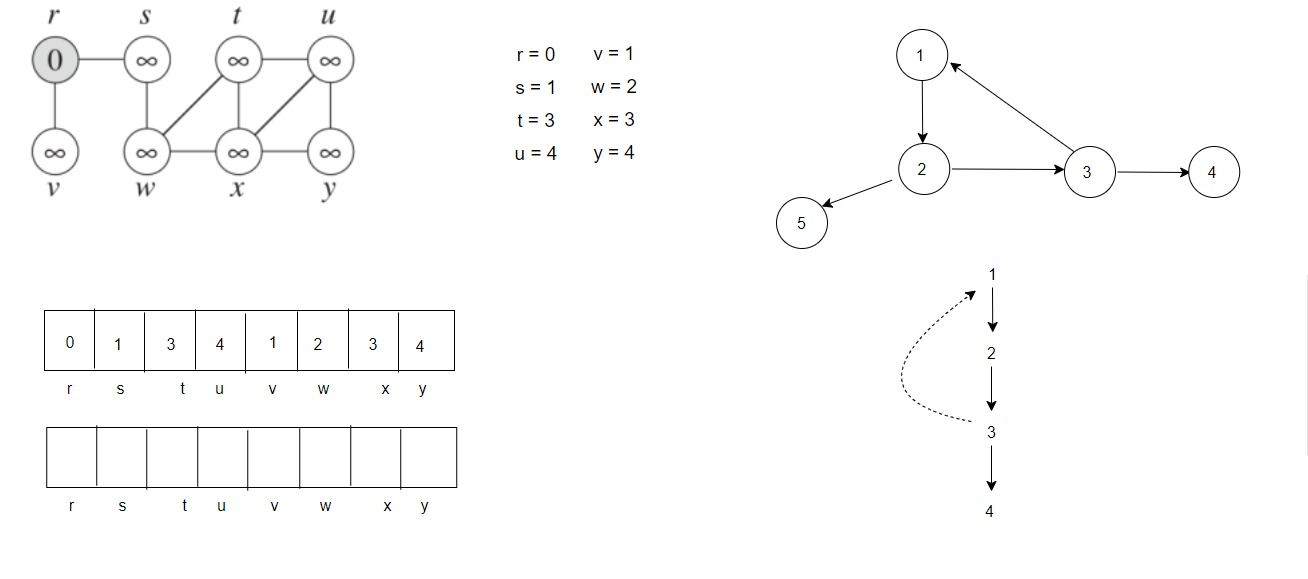 r s t u
0 ∞ ∞ ∞
∞ ∞ ∞ ∞
v w x y
r = 0 v = 1
s = 1 w = 2
t = 3 x = 3
u = 4 y = 4
1
2 3 4
5
0 1 3 4 1 2 3 4
r s t u v w x y
r s t u v w x y
1
2
3
4